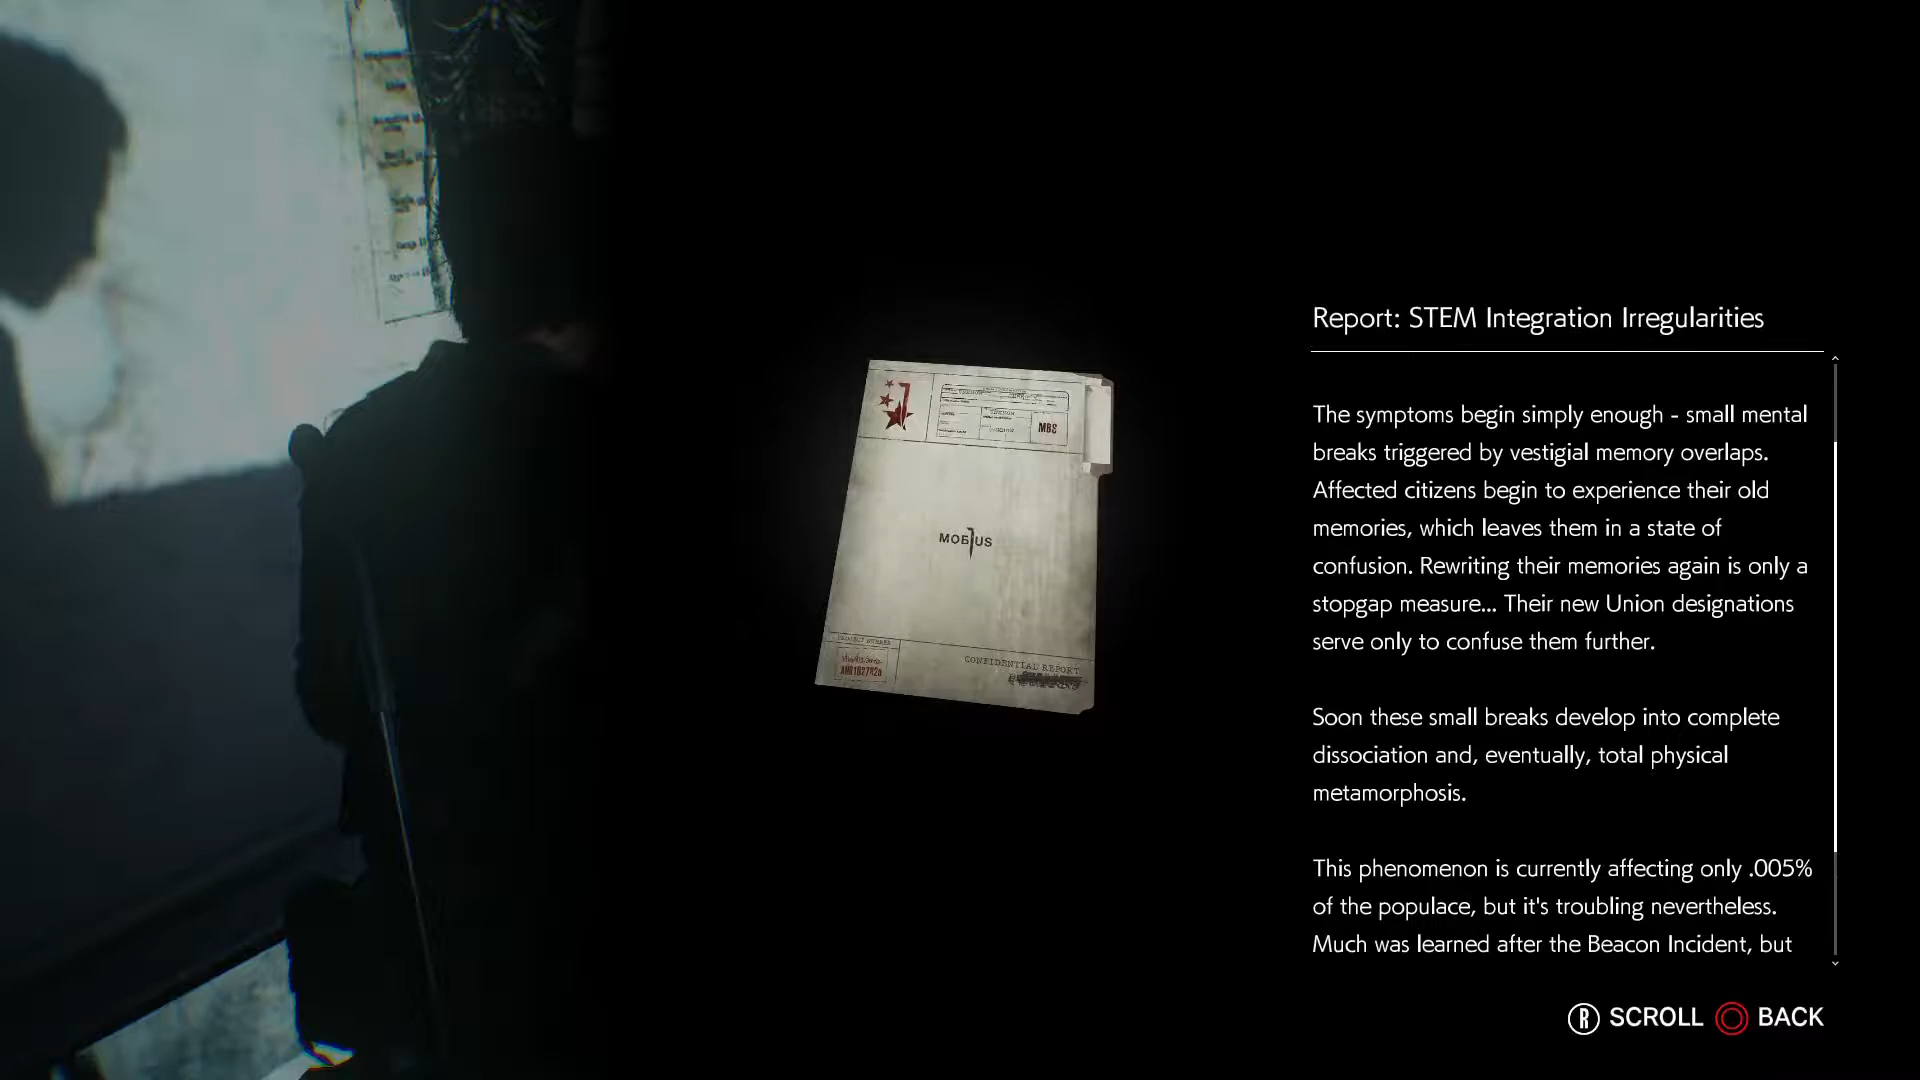 Report: STEM Integration Irregularities
The symptoms begin simply enough - small mental
breaks triggered by vestigial memory overlaps.
Affected citizens begin to experience their old
memories, which leaves them in a state of
confusion. Rewriting their memories again is only a
stopgap measure... Their new Union designations
serve only to confuse them further.
Soon these small breaks develop into complete
dissociation and, eventually, total physical
metamorphosis.
This phenomenon is currently affecting only .005%
of the populace, but it's troubling nevertheless.
Much was learned after the Beacon Incident, but
MBS
MOBIUS
PROJECT NUMBER
CONFIDENTIAL REPORT
R SCROLL BACK